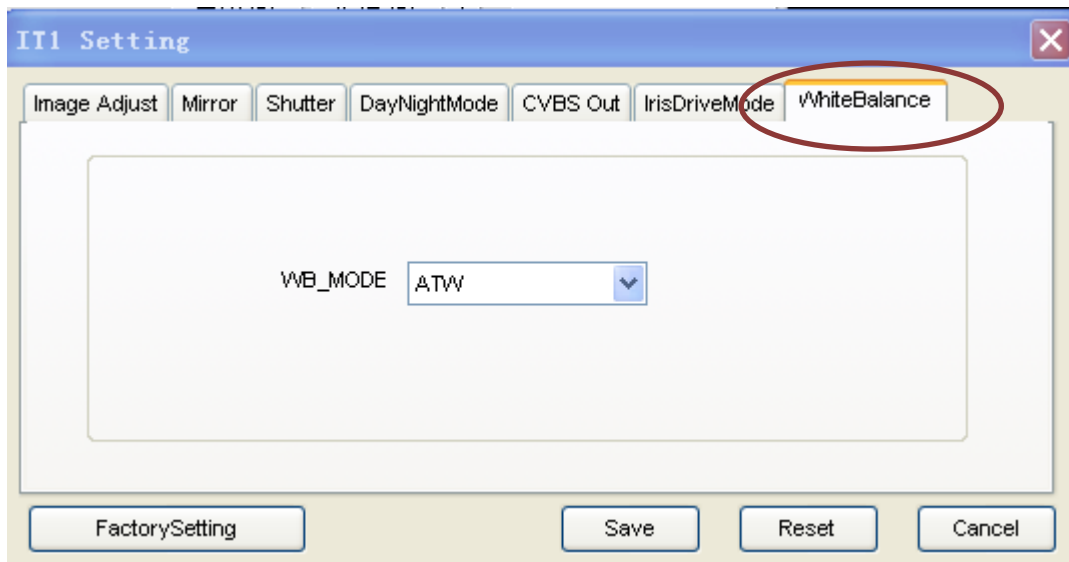 IT1 Setting
Image Adjust Mirror Shutter DayNightMode CVBS Out IrisDriveMode WhiteBalance
WB_MODE ATW
FactorySetting Save Reset Cancel